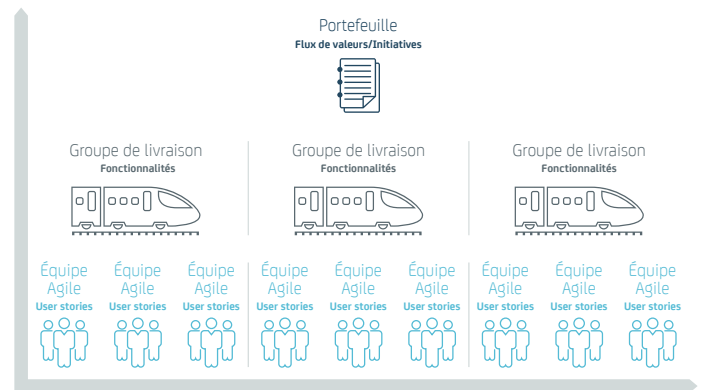 Portefeuille
Flux de valeurs/Initiatives
Groupe de livraison
Fonctionnalités
Groupe de livraison
Fonctionnalités
Groupe de livraison
Fonctionnalités
Équipe
Agile
User stories
Équipe
Agile
User stories
Équipe
Agile
User stories
Équipe
Agile
User stories
Équipe
Agile
User stories
Équipe
Agile
User stories
Équipe
Agile
User stories
Équipe
Agile
User stories
Équipe
Agile
User stories